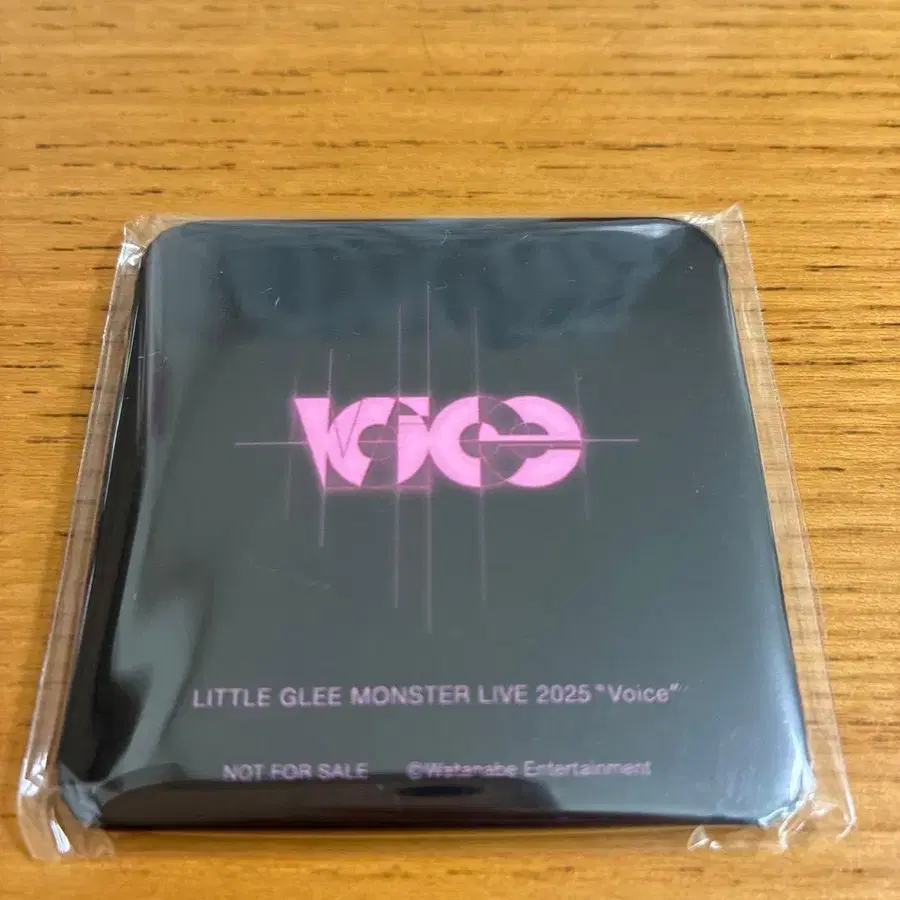 Voice
LITTLE GLEE MONSTER LIVE 2025 "Voice"
NOT FOR SALE ©Watanabe Entertainment